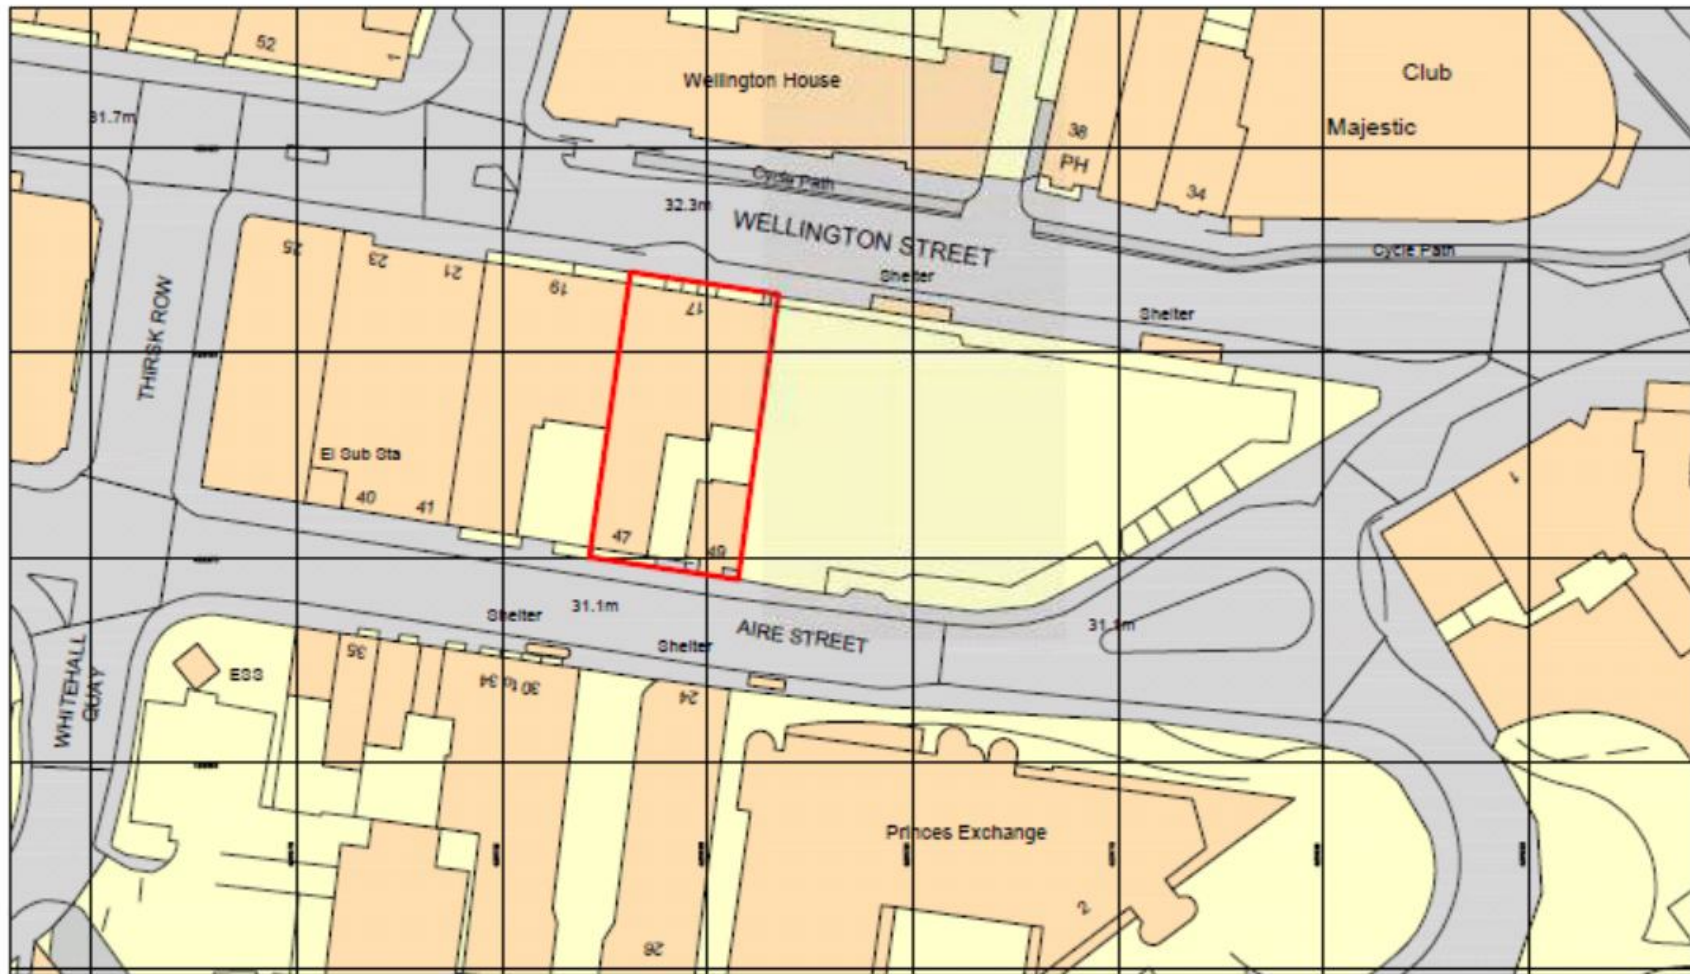 52
1
Wellington House
Club
Majestic
31.7m
38
PH
34
Cycle Path
32.3m
WELLINGTON STREET
Cycle Path
25
23
21
19
17
Shelter
Shelter
THIRSK ROW
El Sub Sta
40
41
47
49
1
Shelter
31.1m
Shelter
AIRE STREET
31.1m
WHITEHALL
QUAY
ESS
35
30 to 34
24
Princes Exchange
2
26